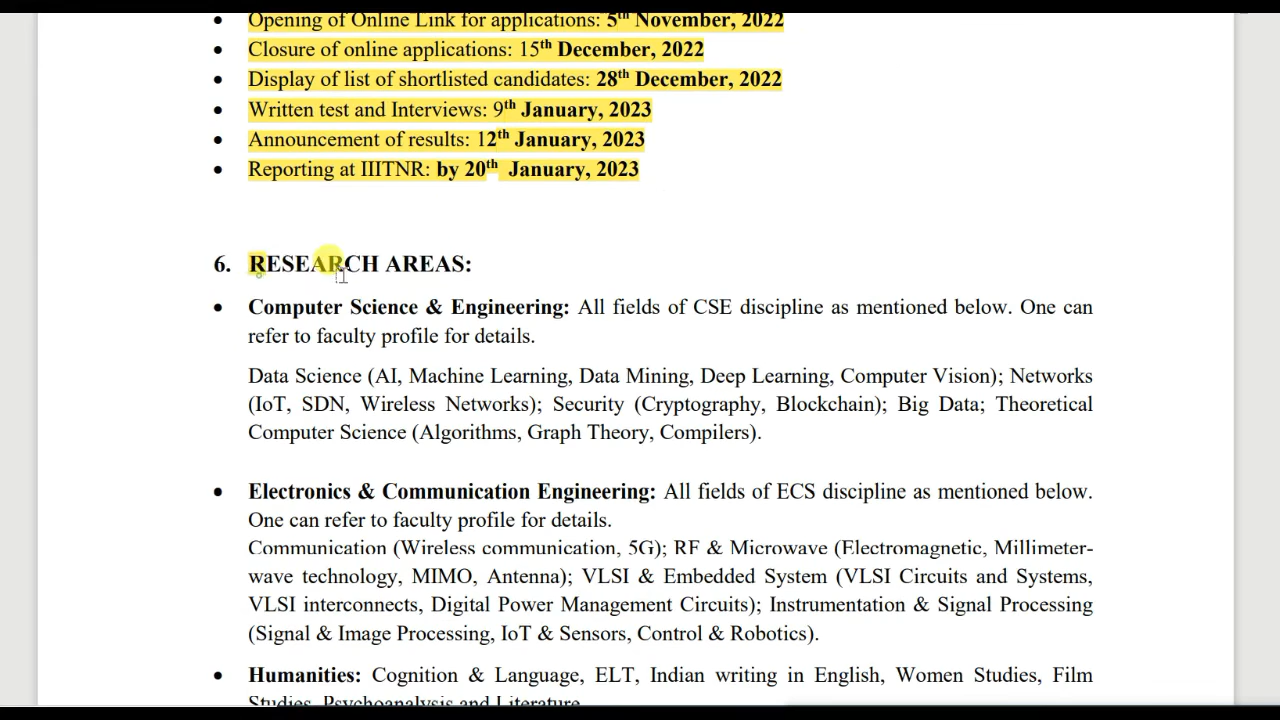 • Opening of Online Link for applications: 5th November, 2022
• Closure of online applications: 15th December, 2022
• Display of list of shortlisted candidates: 28th December, 2022
• Written test and Interviews: 9th January, 2023
• Announcement of results: 12th January, 2023
• Reporting at IIITNR: by 20th January, 2023
6. RESEARCH AREAS:
• Computer Science & Engineering: All fields of CSE discipline as mentioned below. One can
refer to faculty profile for details.
Data Science (AI, Machine Learning, Data Mining, Deep Learning, Computer Vision); Networks
(IoT, SDN, Wireless Networks); Security (Cryptography, Blockchain); Big Data; Theoretical
Computer Science (Algorithms, Graph Theory, Compilers).
• Electronics & Communication Engineering: All fields of ECS discipline as mentioned below.
One can refer to faculty profile for details.
Communication (Wireless communication, 5G); RF & Microwave (Electromagnetic, Millimeter-
wave technology, MIMO, Antenna); VLSI & Embedded System (VLSI Circuits and Systems,
VLSI interconnects, Digital Power Management Circuits); Instrumentation & Signal Processing
(Signal & Image Processing, IoT & Sensors, Control & Robotics).
• Humanities: Cognition & Language, ELT, Indian writing in English, Women Studies, Film
Studies, Psychoanalysis and Literature